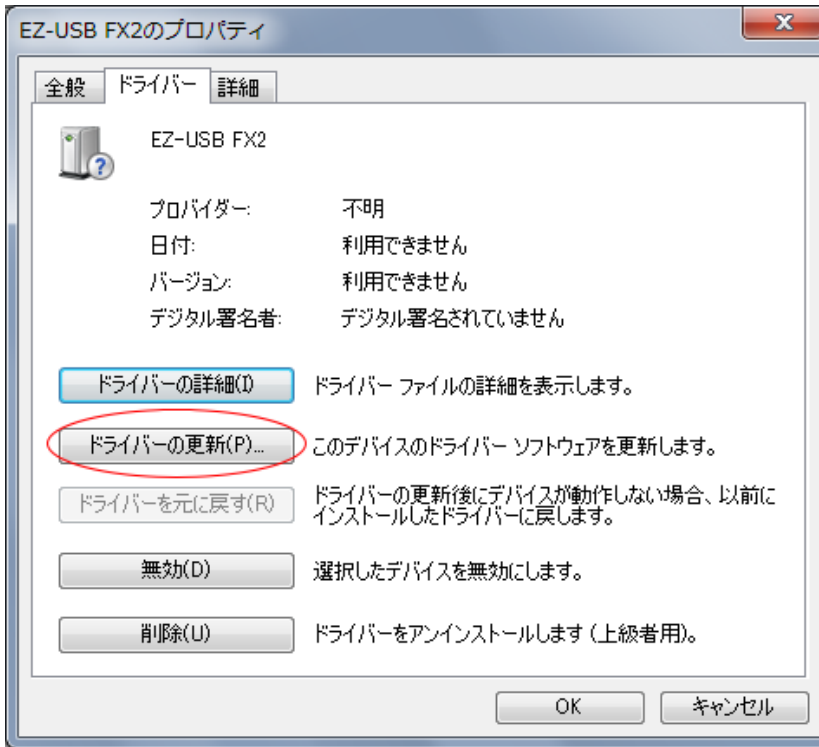 EZ-USB FX2のプロパティ
全般 ドライバー 詳細
EZ-USB FX2
プロバイダー: 不明
日付: 利用できません
バージョン: 利用できません
デジタル署名者: デジタル署名されていません
ドライバーの詳細(I) ドライバー ファイルの詳細を表示します。
ドライバーの更新(P)... このデバイスのドライバー ソフトウェアを更新します。
ドライバーを元に戻す(R) ドライバーの更新後にデバイスが動作しない場合、以前に
インストールしたドライバーに戻します。
無効(D) 選択したデバイスを無効にします。
削除(U) ドライバーをアンインストールします (上級者用)。
OK キャンセル